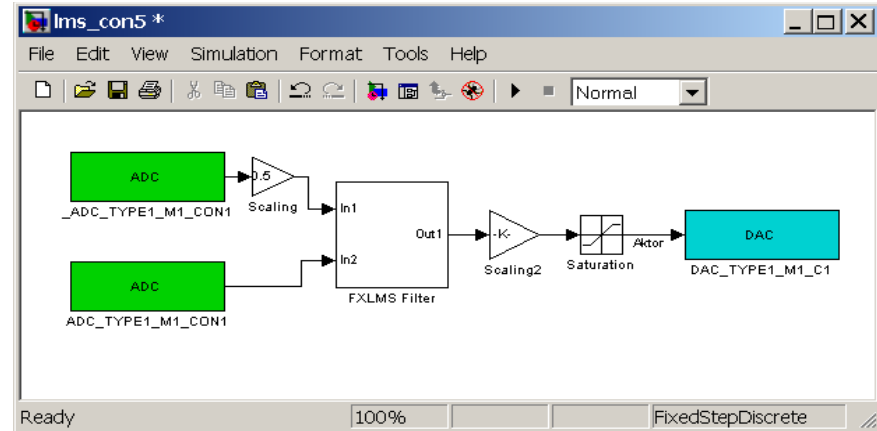 lms_con5 *
File Edit View Simulation Format Tools Help
Normal
ADC
0.5
_ADC_TYPE1_M1_CON1
Scaling
In1
Out1
In2
FXLMS Filter
ADC
ADC_TYPE1_M1_CON1
-K-
Scaling2
Saturation
Aktor
DAC
DAC_TYPE1_M1_C1
Ready 100% FixedStepDiscrete